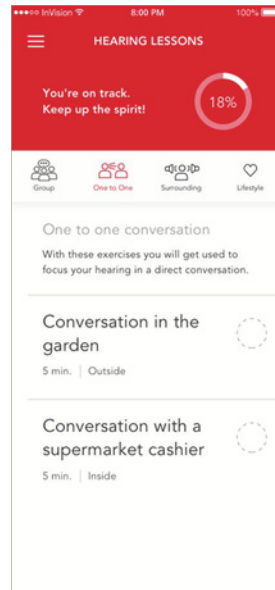 InVision 8:00 PM 100%
HEARING LESSONS
You're on track.
Keep up the spirit!
18%
Group One to One Surrounding Lifestyle
One to one conversation
With these exercises you will get used to
focus your hearing in a direct conversation.
Conversation in the
garden
5 min. | Outside
Conversation with a
supermarket cashier
5 min. | Inside